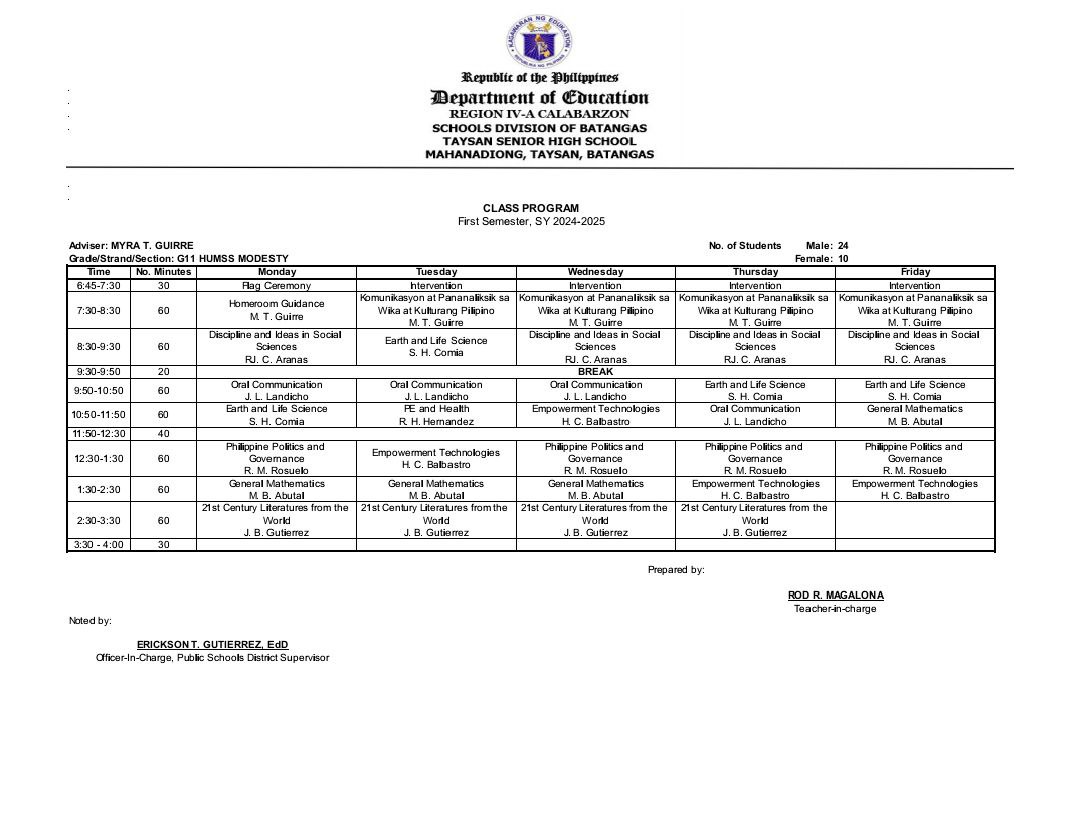 KAGAWARAN NG EDUKASYON
REPUBLIKA NG PILIPINAS
Republic of the Philippines
Department of Education
REGION IV-A CALABARZON
SCHOOLS DIVISION OF BATANGAS
TAYSAN SENIOR HIGH SCHOOL
MAHANADIONG, TAYSAN, BATANGAS
CLASS PROGRAM
First Semester, SY 2024-2025
Adviser: MYRA T. GUIRRE No. of Students Male: 24
Grade/Strand/Section: G11 HUMSS MODESTY Female: 10
Time No. Minutes Monday Tuesday Wednesday Thursday Friday
6:45-7:30 30 Flag Ceremony Intervention Intervention Intervention Intervention
Komunikasyon at Pananaliksik sa Komunikasyon at Pananaliksik sa Komunikasyon at Pananaliksik sa Komunikasyon at Pananaliksik sa
7:30-8:30 60 Homeroom Guidance Wika at Kulturang Pilipino Wika at Kulturang Pilipino Wika at Kulturang Pilipino Wika at Kulturang Pilipino
M. T. Guirre M. T. Guirre M. T. Guirre M. T. Guirre M. T. Guirre
Discipline and Ideas in Social Earth and Life Science Discipline and Ideas in Social Discipline and Ideas in Social Discipline and Ideas in Social
8:30-9:30 60 Sciences S. H. Comia Sciences Sciences Sciences
RJ. C. Aranas RJ. C. Aranas RJ. C. Aranas RJ. C. Aranas
9:30-9:50 20 BREAK
9:50-10:50 60 Oral Communication Oral Communication Oral Communication Earth and Life Science Earth and Life Science
J. L. Landicho J. L. Landicho J. L. Landicho S. H. Comia S. H. Comia
10:50-11:50 60 Earth and Life Science PE and Health Empowerment Technologies Oral Communication General Mathematics
S. H. Comia R. H. Hernandez H. C. Balbastro J. L. Landicho M. B. Abutal
11:50-12:30 40
Philippine Politics and Empowerment Technologies Philippine Politics and Philippine Politics and Philippine Politics and
12:30-1:30 60 Governance H. C. Balbastro Governance Governance Governance
R. M. Rosuelo R. M. Rosuelo R. M. Rosuelo R. M. Rosuelo
1:30-2:30 60 General Mathematics General Mathematics General Mathematics Empowerment Technologies Empowerment Technologies
M. B. Abutal M. B. Abutal M. B. Abutal H. C. Balbastro H. C. Balbastro
21st Century Literatures from the 21st Century Literatures from the 21st Century Literatures from the 21st Century Literatures from the
2:30-3:30 60 World World World World
J. B. Gutierrez J. B. Gutierrez J. B. Gutierrez J. B. Gutierrez
3:30 - 4:00 30
Prepared by:
ROD R. MAGALONA
Teacher-in-charge
Noted by:
ERICKSON T. GUTIERREZ, EdD
Officer-In-Charge, Public Schools District Supervisor